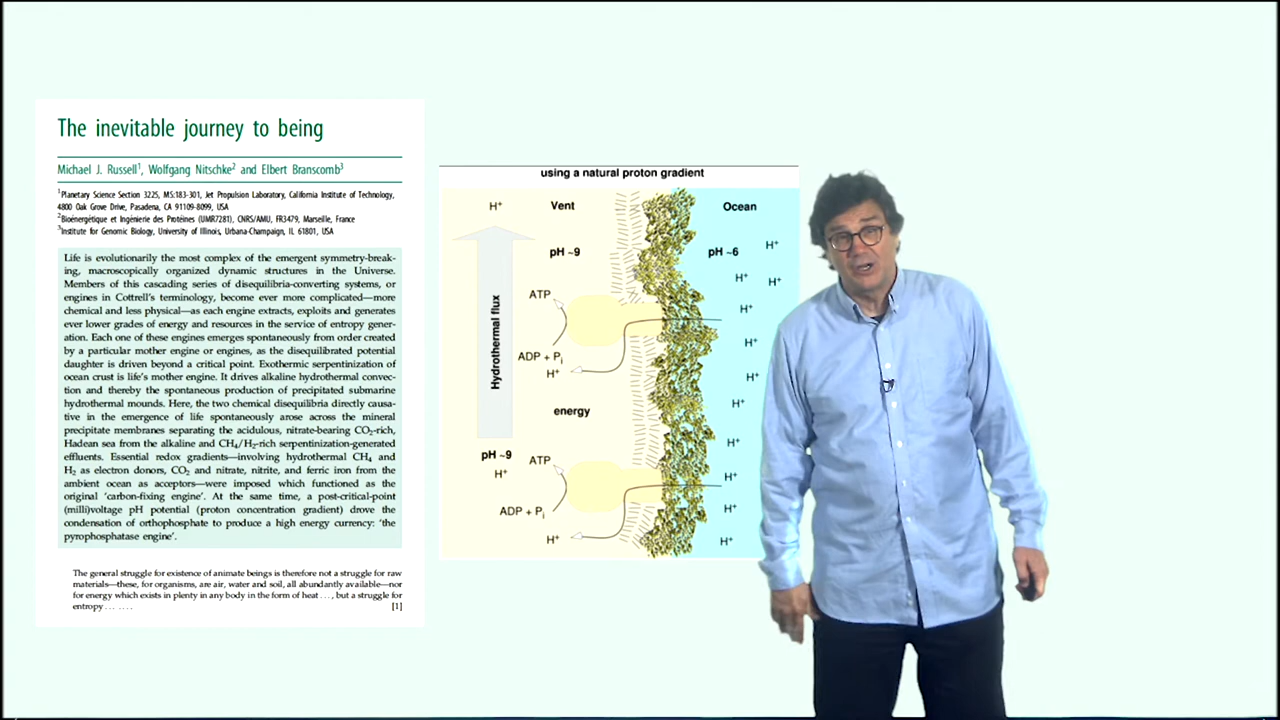 The inevitable journey to being
Michael J. Russell¹, Wolfgang Nitschke² and Elbert Branscomb³
¹Planetary Science Section 3225, MS:183-301, Jet Propulsion Laboratory, California Institute of Technology,
4800 Oak Grove Drive, Pasadena, CA 91109-8099, USA
²Bioénergétique et Ingénierie des Protéines (UMR7281), CNRS/AMU, FR3479, Marseille, France
³Institute for Genomic Biology, University of Illinois, Urbana-Champaign, IL 61801, USA
Life is evolutionarily the most complex of the emergent symmetry-break-
ing, macroscopically organized dynamic structures in the Universe.
Members of this cascading series of disequilibria-converting systems, or
engines in Cottrell's terminology, become ever more complicated—more
chemical and less physical—as each engine extracts, exploits and generates
ever lower grades of energy and resources in the service of entropy gener-
ation. Each one of these engines emerges spontaneously from order created
by a particular mother engine or engines, as the disequilibrated potential
daughter is driven beyond a critical point. Exothermic serpentinization of
ocean crust is life's mother engine. It drives alkaline hydrothermal convec-
tion and thereby the spontaneous production of precipitated submarine
hydrothermal mounds. Here, the two chemical disequilibria directly causa-
tive in the emergence of life spontaneously arose across the mineral
precipitate membranes separating the acidulous, nitrate-bearing CO₂-rich,
Hadean sea from the alkaline and CH₄/H₂-rich serpentinization-generated
effluents. Essential redox gradients—involving hydrothermal CH₄ and
H₂ as electron donors, CO₂ and nitrate, nitrite, and ferric iron from the
ambient ocean as acceptors—were imposed which functioned as the
original 'carbon-fixing engine'. At the same time, a post-critical-point
(milli)voltage pH potential (proton concentration gradient) drove the
condensation of orthophosphate to produce a high energy currency: 'the
pyrophosphatase engine'.
The general struggle for existence of animate beings is therefore not a struggle for raw
materials—these, for organisms, are air, water and soil, all abundantly available—nor
for energy which exists in plenty in any body in the form of heat ..., but a struggle for
entropy ... .... [1]
using a natural proton gradient
H⁺ Vent Ocean
pH ~9 pH ~6 H⁺
H⁺ H⁺
ATP
H⁺
H⁺
ADP + Pi
H⁺ H⁺
Hydrothermal flux
H⁺
energy
H⁺
pH ~9 ATP
H⁺ H⁺
ADP + Pi H⁺
H⁺ H⁺